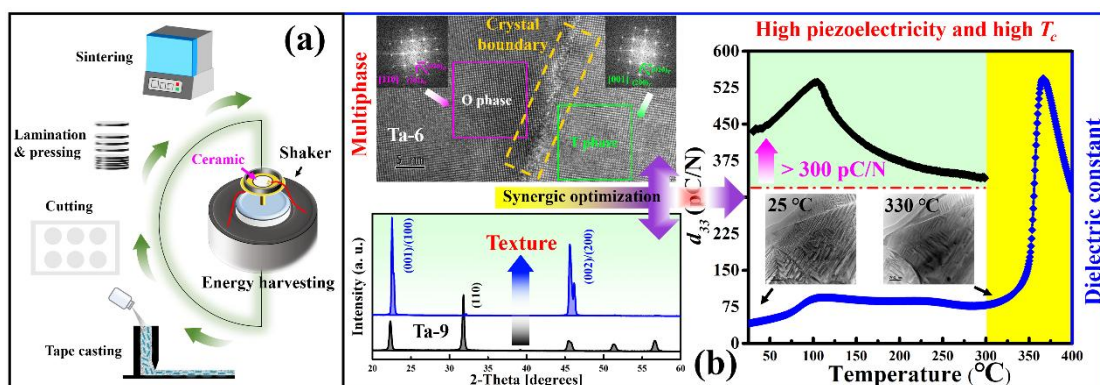 (a)
Sintering
Lamination
& pressing
Ceramic
Shaker
Cutting
Energy harvesting
Tape casting
Multiphase
Crystal
boundary
[110]
[001]
O phase
T phase
Ta-6
Synergic optimization
Texture
(001)/(100)
(110)
(002)/(200)
Ta-9
Intensity (a. u.)
20 30 40 50 60
2-Theta [degrees]
(b)
High piezoelectricity and high Tc
600
525
450
375
300
225
150
75
0
d33 (pC/N)
> 300 pC/N
25 °C
330 °C
50 100 150 200 250 300 350 400
Temperature (°C)
Dielectric constant